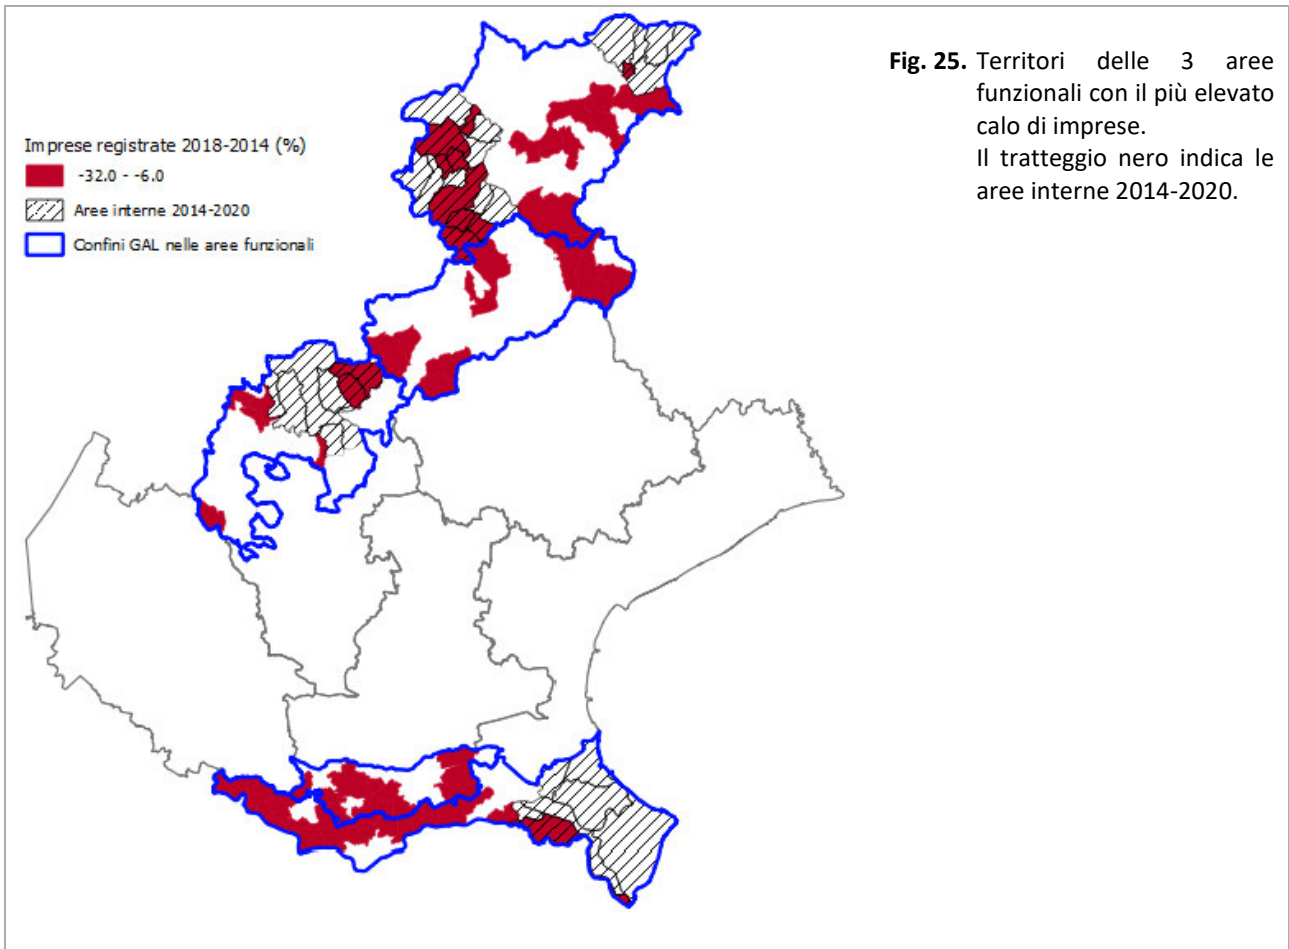 Fig. 25. Territori delle 3 aree
funzionali con il più elevato
calo di imprese.
Il tratteggio nero indica le
aree interne 2014-2020.
Imprese registrate 2018-2014 (%)
-32.0 - -6.0
Aree interne 2014-2020
Confini GAL nelle aree funzionali